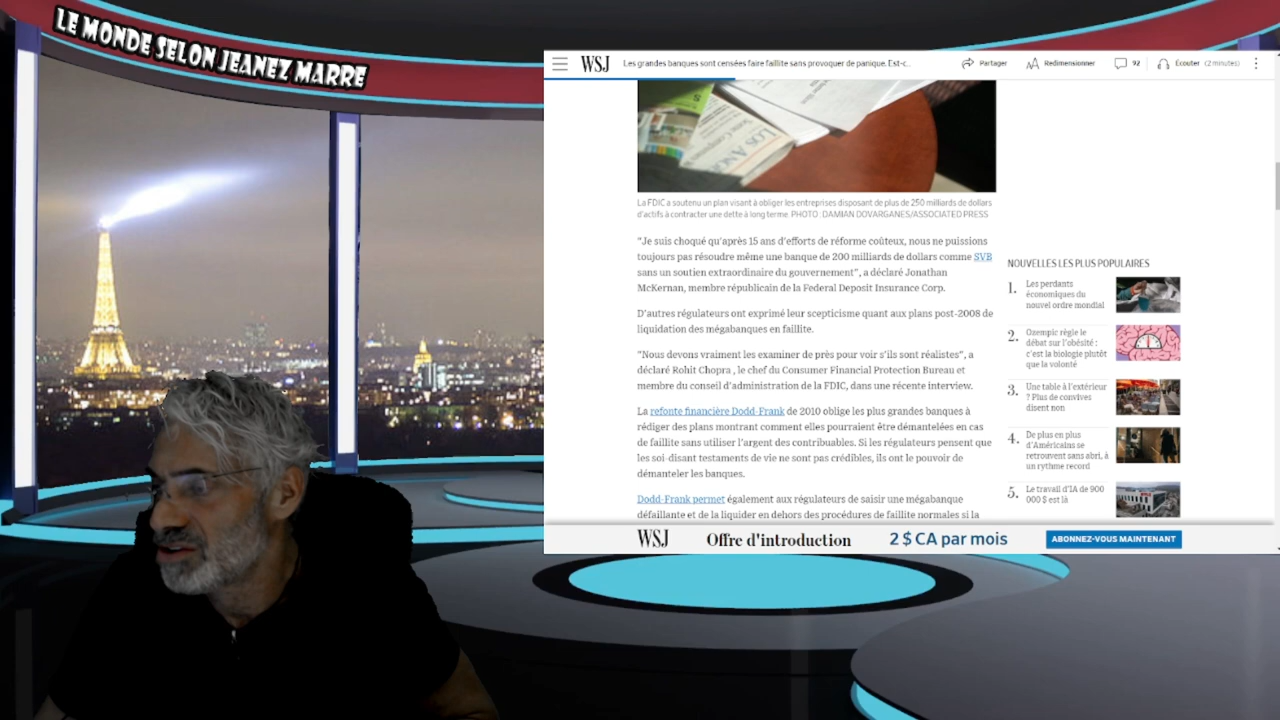 LE MONDE SELON JEANEZ MARRE
WSJ Les grandes banques sont censées faire faillite sans provoquer de panique. Est-c... Partager Redimensionner 92 Écouter (2 minutes)
La FDIC a soutenu un plan visant à obliger les entreprises disposant de plus de 250 milliards de dollars
d'actifs à contracter une dette à long terme. PHOTO : DAMIAN DOVARGANES/ASSOCIATED PRESS
"Je suis choqué qu'après 15 ans d'efforts de réforme coûteux, nous ne puissions
toujours pas résoudre même une banque de 200 milliards de dollars comme SVB
sans un soutien extraordinaire du gouvernement", a déclaré Jonathan
McKernan, membre républicain de la Federal Deposit Insurance Corp.
D'autres régulateurs ont exprimé leur scepticisme quant aux plans post-2008 de
liquidation des mégabanques en faillite.
"Nous devons vraiment les examiner de près pour voir s'ils sont réalistes", a
déclaré Rohit Chopra , le chef du Consumer Financial Protection Bureau et
membre du conseil d'administration de la FDIC, dans une récente interview.
La refonte financière Dodd-Frank de 2010 oblige les plus grandes banques à
rédiger des plans montrant comment elles pourraient être démantelées en cas
de faillite sans utiliser l'argent des contribuables. Si les régulateurs pensent que
les soi-disant testaments de vie ne sont pas crédibles, ils ont le pouvoir de
démanteler les banques.
Dodd-Frank permet également aux régulateurs de saisir une mégabanque
défaillante et de la liquider en dehors des procédures de faillite normales si la
NOUVELLES LES PLUS POPULAIRES
1. Les perdants
économiques du
nouvel ordre mondial
2. Ozempic règle le
débat sur l'obésité :
c'est la biologie plutôt
que la volonté
3. Une table à l'extérieur
? Plus de convives
disent non
4. De plus en plus
d'Américains se
retrouvent sans abri, à
un rythme record
5. Le travail d'IA de 900
000 $ est là
WSJ Offre d'introduction 2 $ CA par mois ABONNEZ-VOUS MAINTENANT